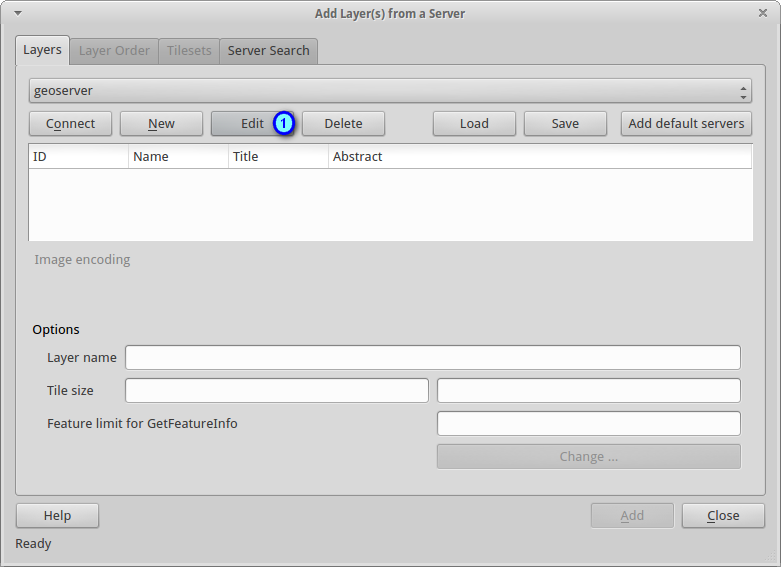 Add Layer(s) from a Server
Layers Layer Order Tilesets Server Search
geoserver
Connect New Edit 1 Delete Load Save Add default servers
ID Name Title Abstract
Image encoding
Options
Layer name
Tile size
Feature limit for GetFeatureInfo
Change ...
Help Add Close
Ready